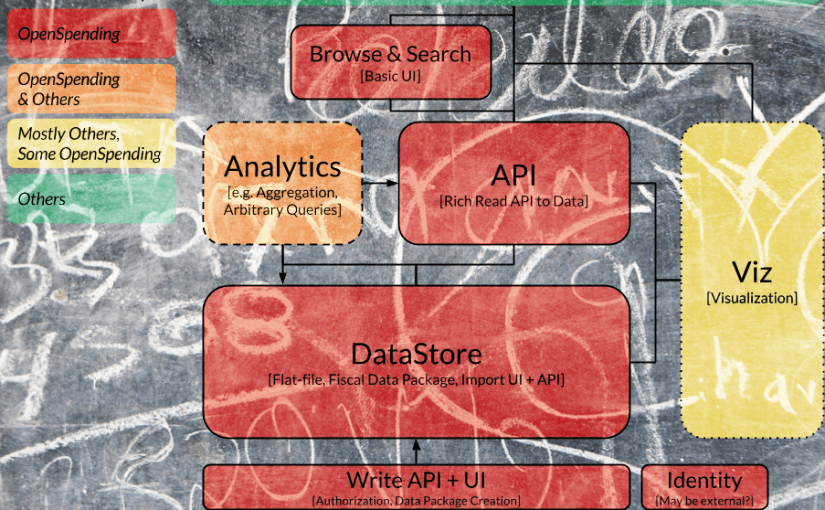 OpenSpending
OpenSpending
& Others
Mostly Others,
Some OpenSpending
Others
Browse & Search
[Basic UI]
Analytics
[e.g. Aggregation,
Arbitrary Queries]
API
[Rich Read API to Data]
Viz
[Visualization]
DataStore
[Flat-file, Fiscal Data Package, Import UI + API]
Write API + UI
[Authorization, Data Package Creation]
Identity
[May be external?]